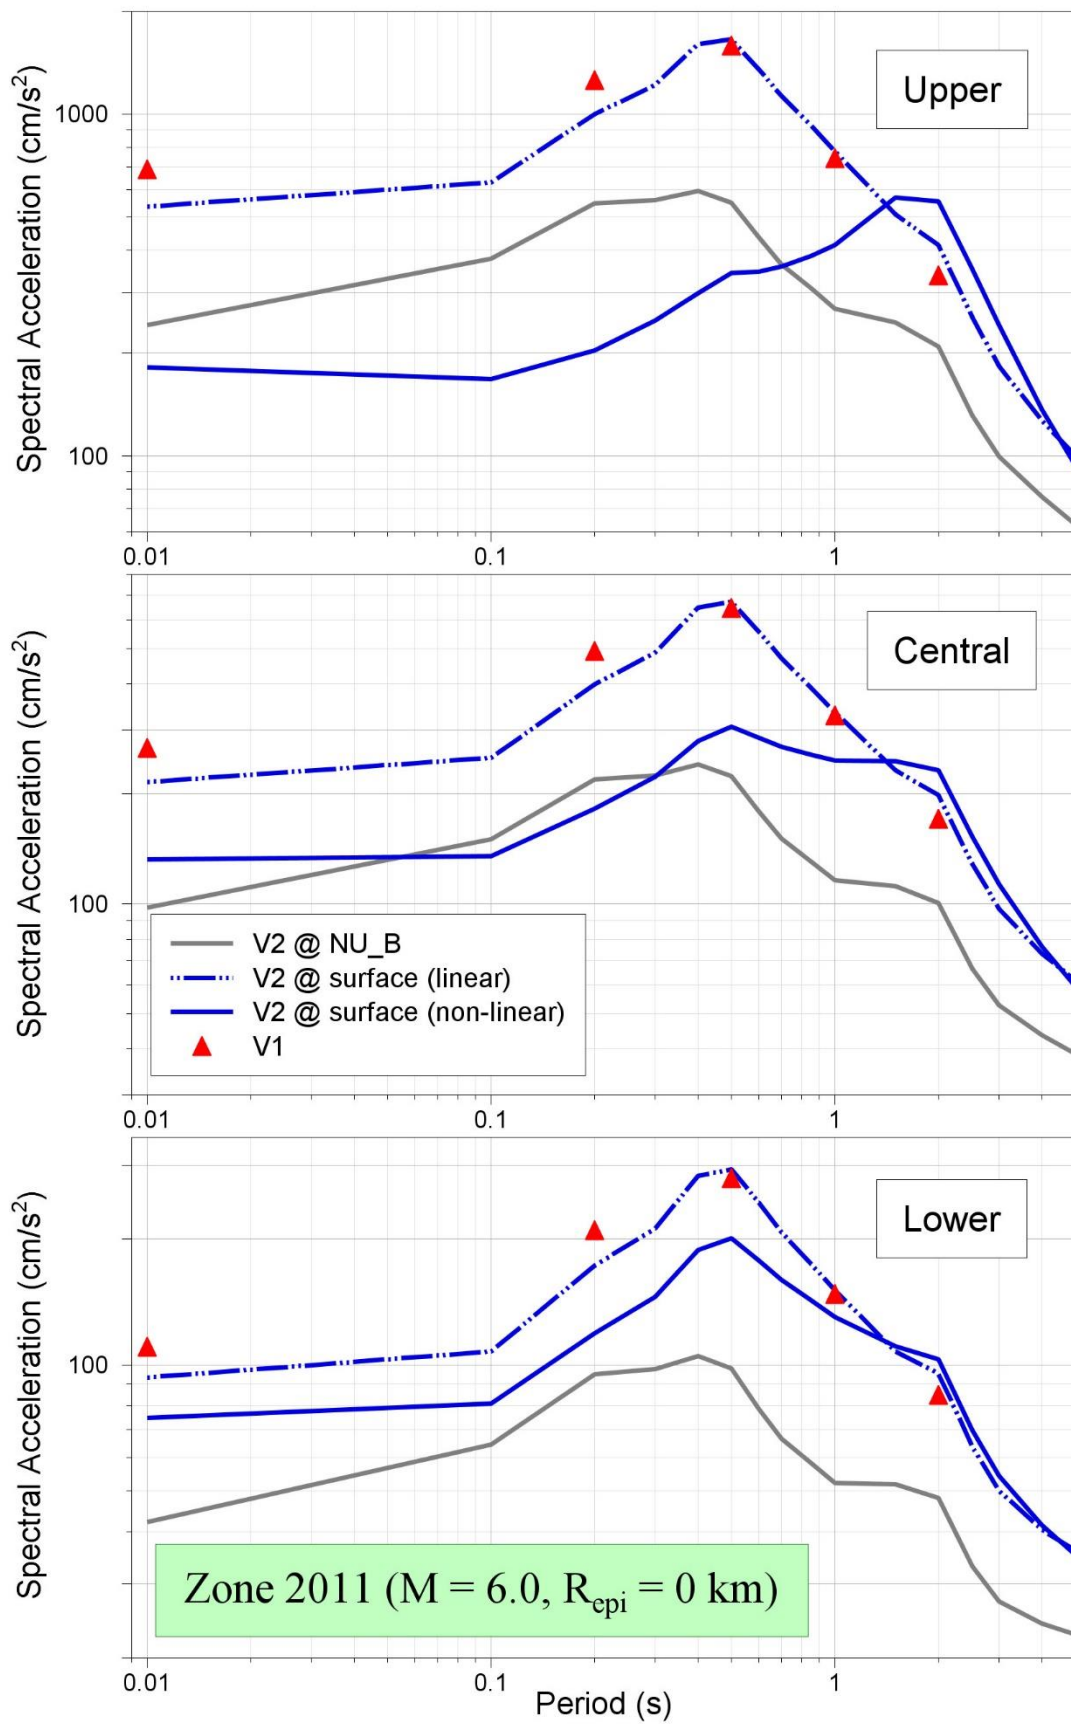 Spectral Acceleration (cm/s²)
1000
100
Upper
0.01 0.1 1
Spectral Acceleration (cm/s²)
100
Central
V2 @ NU_B
V2 @ surface (linear)
V2 @ surface (non-linear)
V1
0.01 0.1 1
Spectral Acceleration (cm/s²)
100
Lower
Zone 2011 (M = 6.0, Repi = 0 km)
0.01 0.1 1
Period (s)